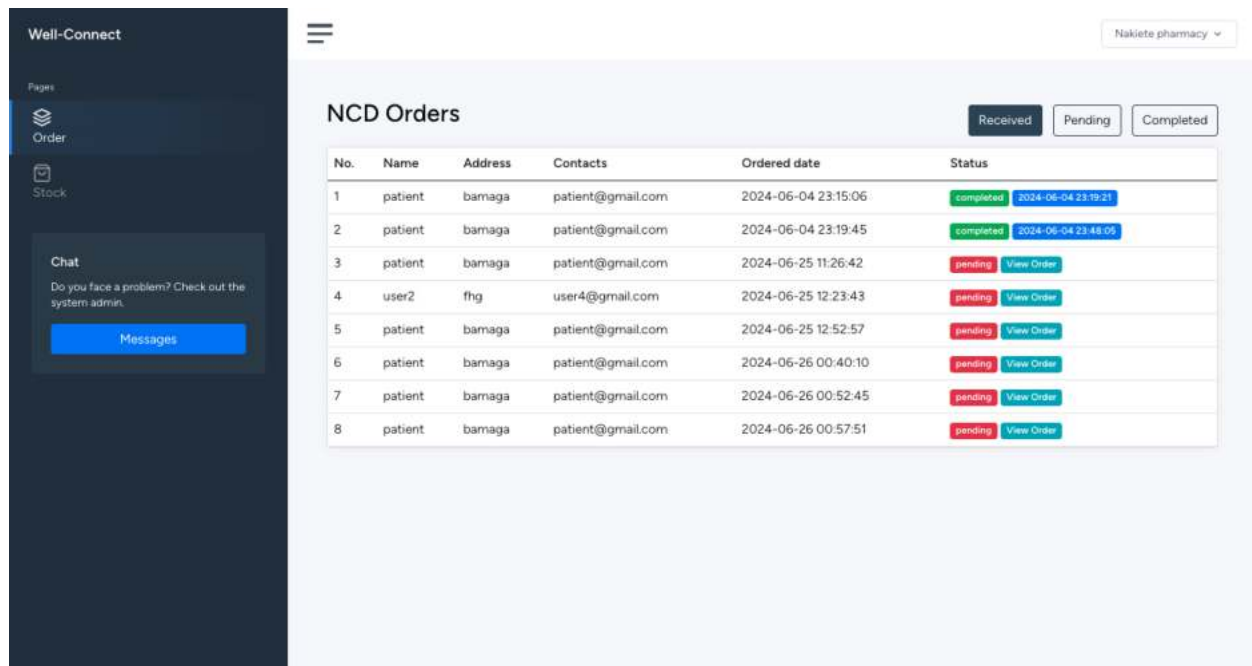 Well-Connect
Nakiete pharmacy
Pages
Order
Stock
Chat
Do you face a problem? Check out the
system admin.
Messages
NCD Orders
Received Pending Completed
No. Name Address Contacts Ordered date Status
1 patient bamaga patient@gmail.com 2024-06-04 23:15:06 completed 2024-06-04 23:19:21
2 patient bamaga patient@gmail.com 2024-06-04 23:19:45 completed 2024-06-04 23:48:05
3 patient bamaga patient@gmail.com 2024-06-25 11:26:42 pending View Order
4 user2 fhg user4@gmail.com 2024-06-25 12:23:43 pending View Order
5 patient bamaga patient@gmail.com 2024-06-25 12:52:57 pending View Order
6 patient bamaga patient@gmail.com 2024-06-26 00:40:10 pending View Order
7 patient bamaga patient@gmail.com 2024-06-26 00:52:45 pending View Order
8 patient bamaga patient@gmail.com 2024-06-26 00:57:51 pending View Order